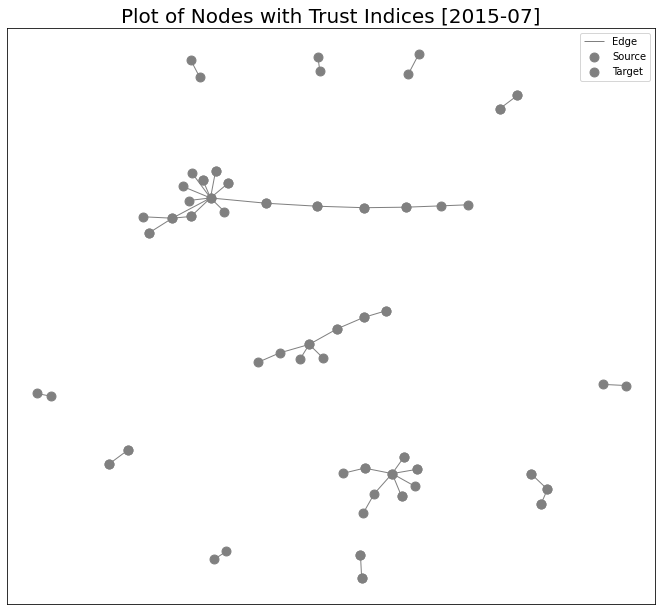 Plot of Nodes with Trust Indices [2015-07]
Edge
Source
Target